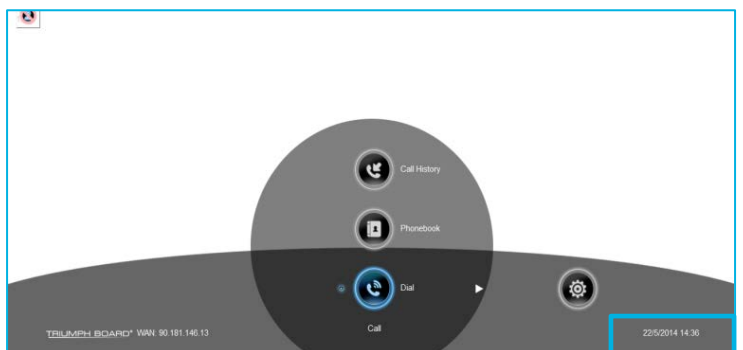 Call History
Phonebook
Dial
Call
TRIUMPH BOARD® WAN: 90.181.146.13
22/5/2014 14:36